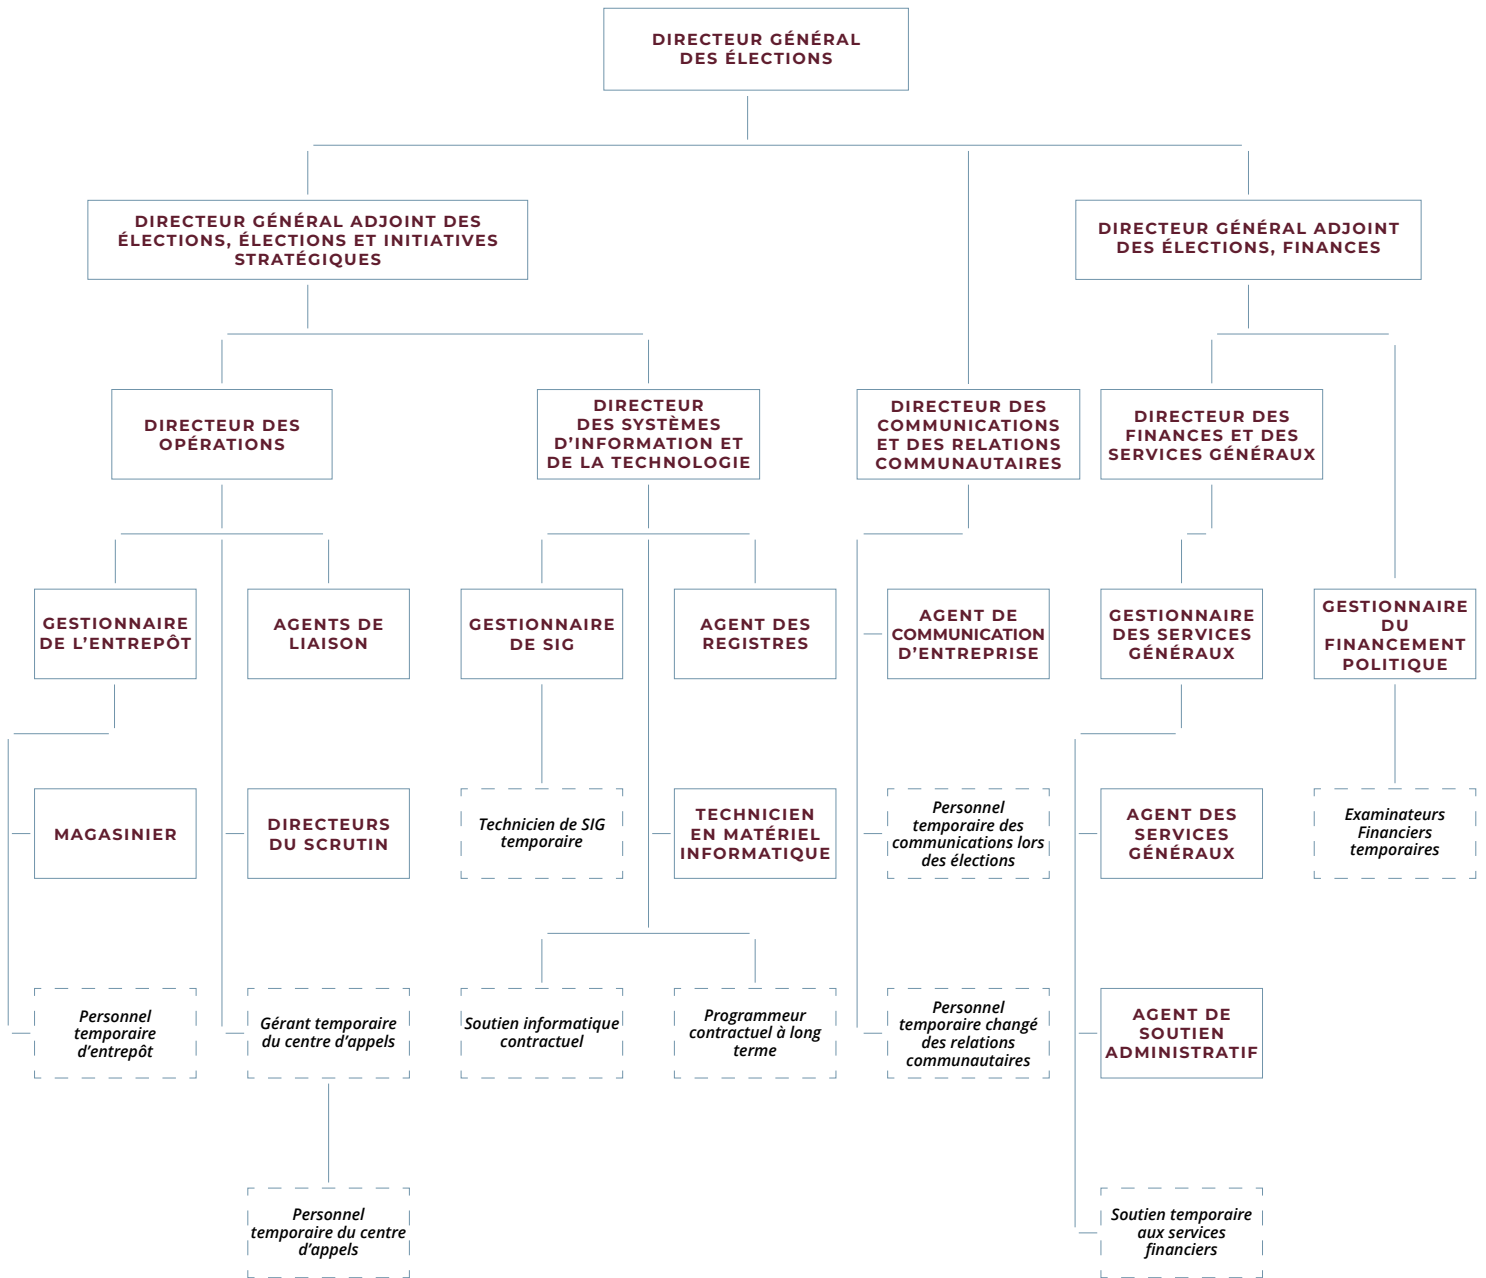 DIRECTEUR GÉNÉRAL
DES ÉLECTIONS
DIRECTEUR GÉNÉRAL ADJOINT DES
ÉLECTIONS, ÉLECTIONS ET INITIATIVES
STRATÉGIQUES
DIRECTEUR GÉNÉRAL ADJOINT
DES ÉLECTIONS, FINANCES
DIRECTEUR DES
OPÉRATIONS
DIRECTEUR
DES SYSTÈMES
D’INFORMATION ET
DE LA TECHNOLOGIE
DIRECTEUR DES
COMMUNICATIONS
ET DES RELATIONS
COMMUNAUTAIRES
DIRECTEUR DES
FINANCES ET DES
SERVICES GÉNÉRAUX
GESTIONNAIRE
DE L’ENTREPÔT
AGENTS DE
LIAISON
GESTIONNAIRE
DE SIG
AGENT DES
REGISTRES
AGENT DE
COMMUNICATION
D’ENTREPRISE
GESTIONNAIRE
DES SERVICES
GÉNÉRAUX
GESTIONNAIRE
DU
FINANCEMENT
POLITIQUE
MAGASINIER
DIRECTEURS
DU SCRUTIN
Technicien de SIG
temporaire
TECHNICIEN
EN MATÉRIEL
INFORMATIQUE
Personnel
temporaire des
communications lors
des élections
AGENT DES
SERVICES
GÉNÉRAUX
Examinateurs
Financiers
temporaires
Personnel
temporaire
d’entrepôt
Gérant temporaire
du centre d’appels
Soutien informatique
contractuel
Programmeur
contractuel à long
terme
Personnel
temporaire changé
des relations
communautaires
AGENT DE
SOUTIEN
ADMINISTRATIF
Personnel
temporaire du centre
d’appels
Soutien temporaire
aux services
financiers